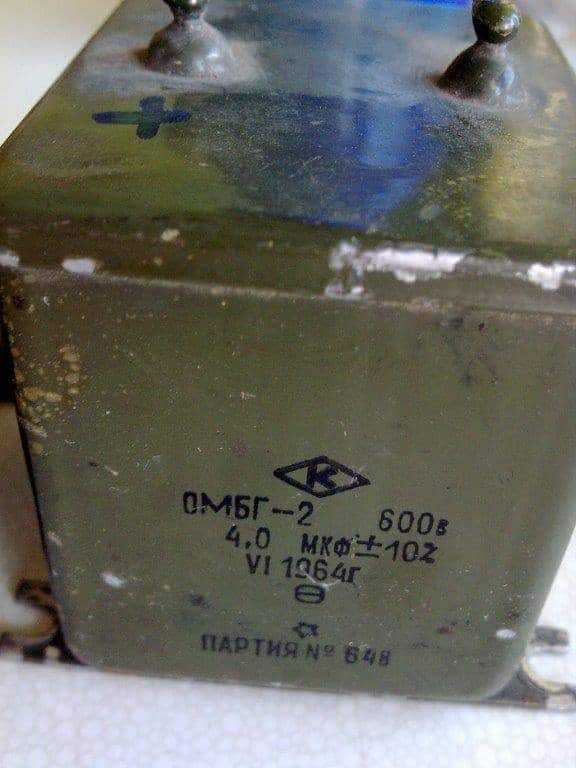 +
K
ОМБГ-2 600в
4.0 мкф ±10%
VI 1964г
ПАРТИЯ № 648